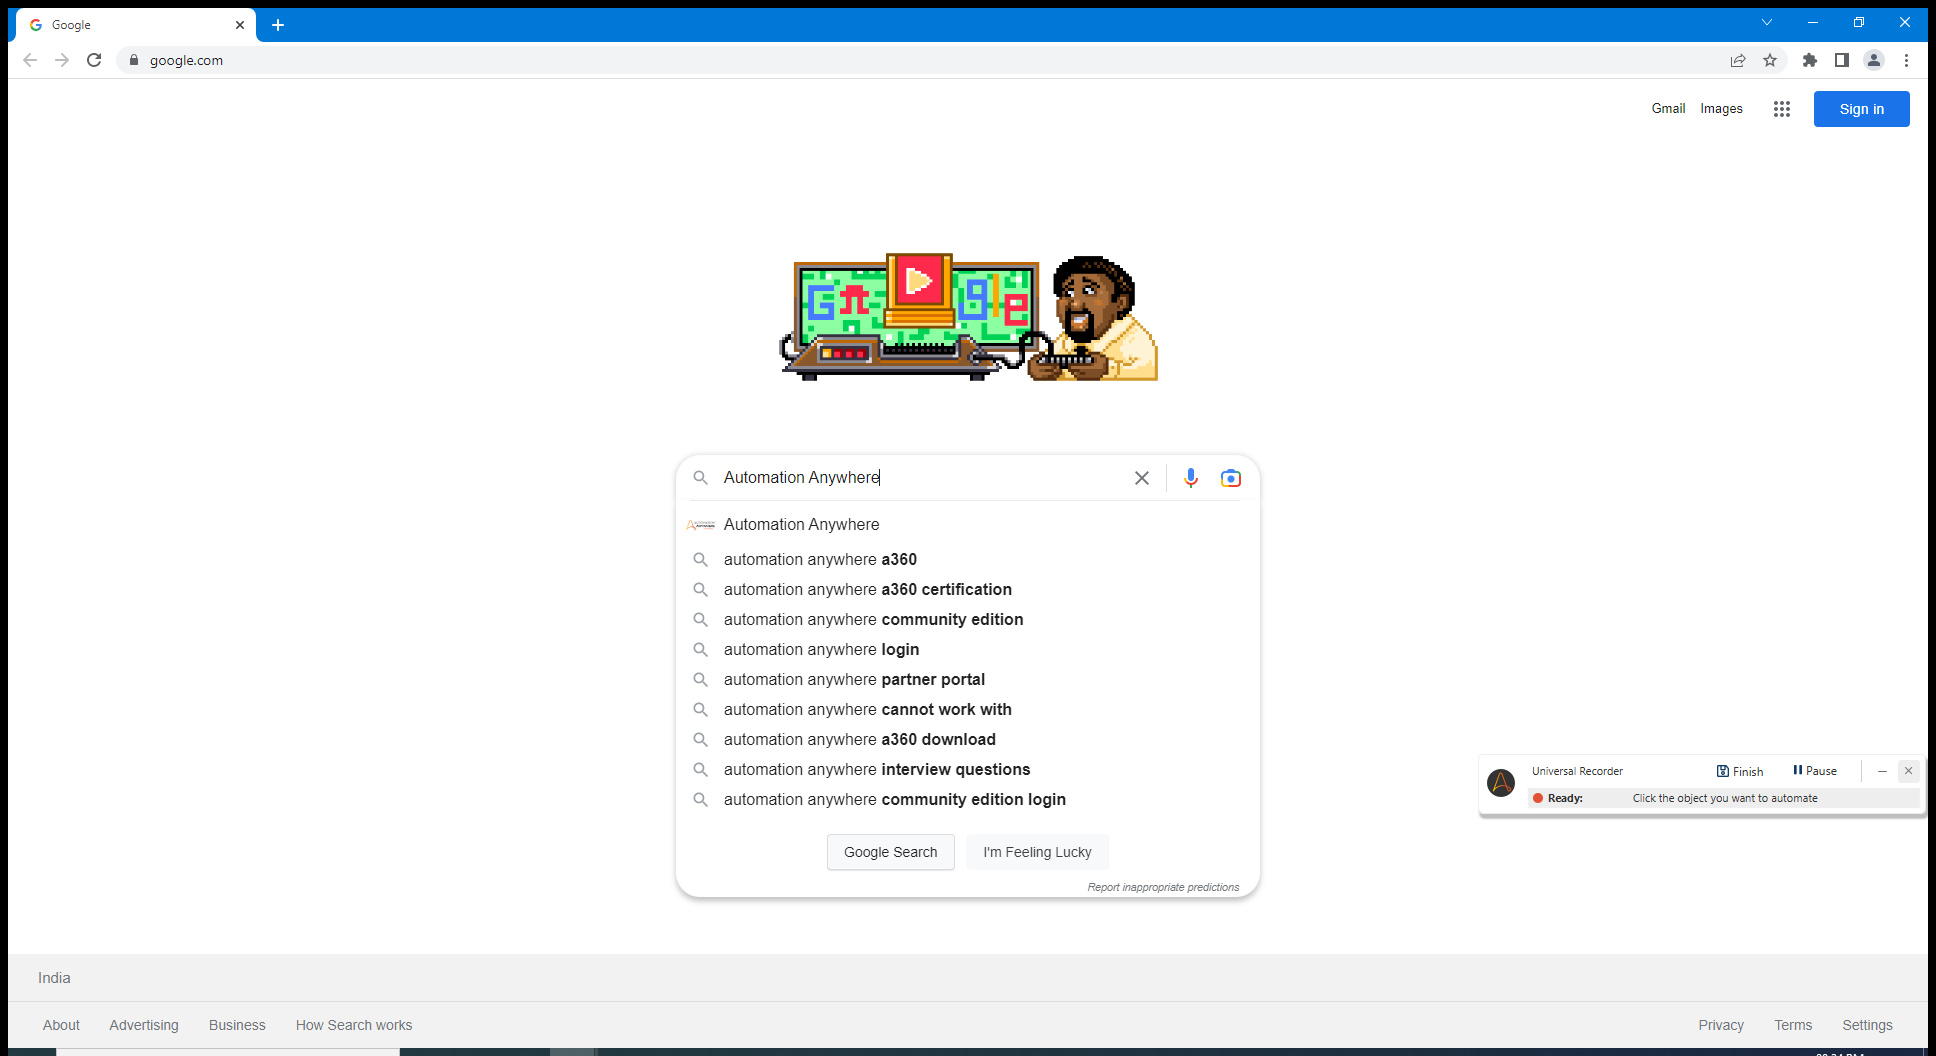 Google
google.com
Gmail Images Sign in
Google
Automation Anywhere
Automation Anywhere
automation anywhere a360
automation anywhere a360 certification
automation anywhere community edition
automation anywhere login
automation anywhere partner portal
automation anywhere cannot work with
automation anywhere a360 download
automation anywhere interview questions
automation anywhere community edition login
Google Search I'm Feeling Lucky
Report inappropriate predictions
Universal Recorder Finish Pause
Ready: Click the object you want to automate
India
About Advertising Business How Search works Privacy Terms Settings